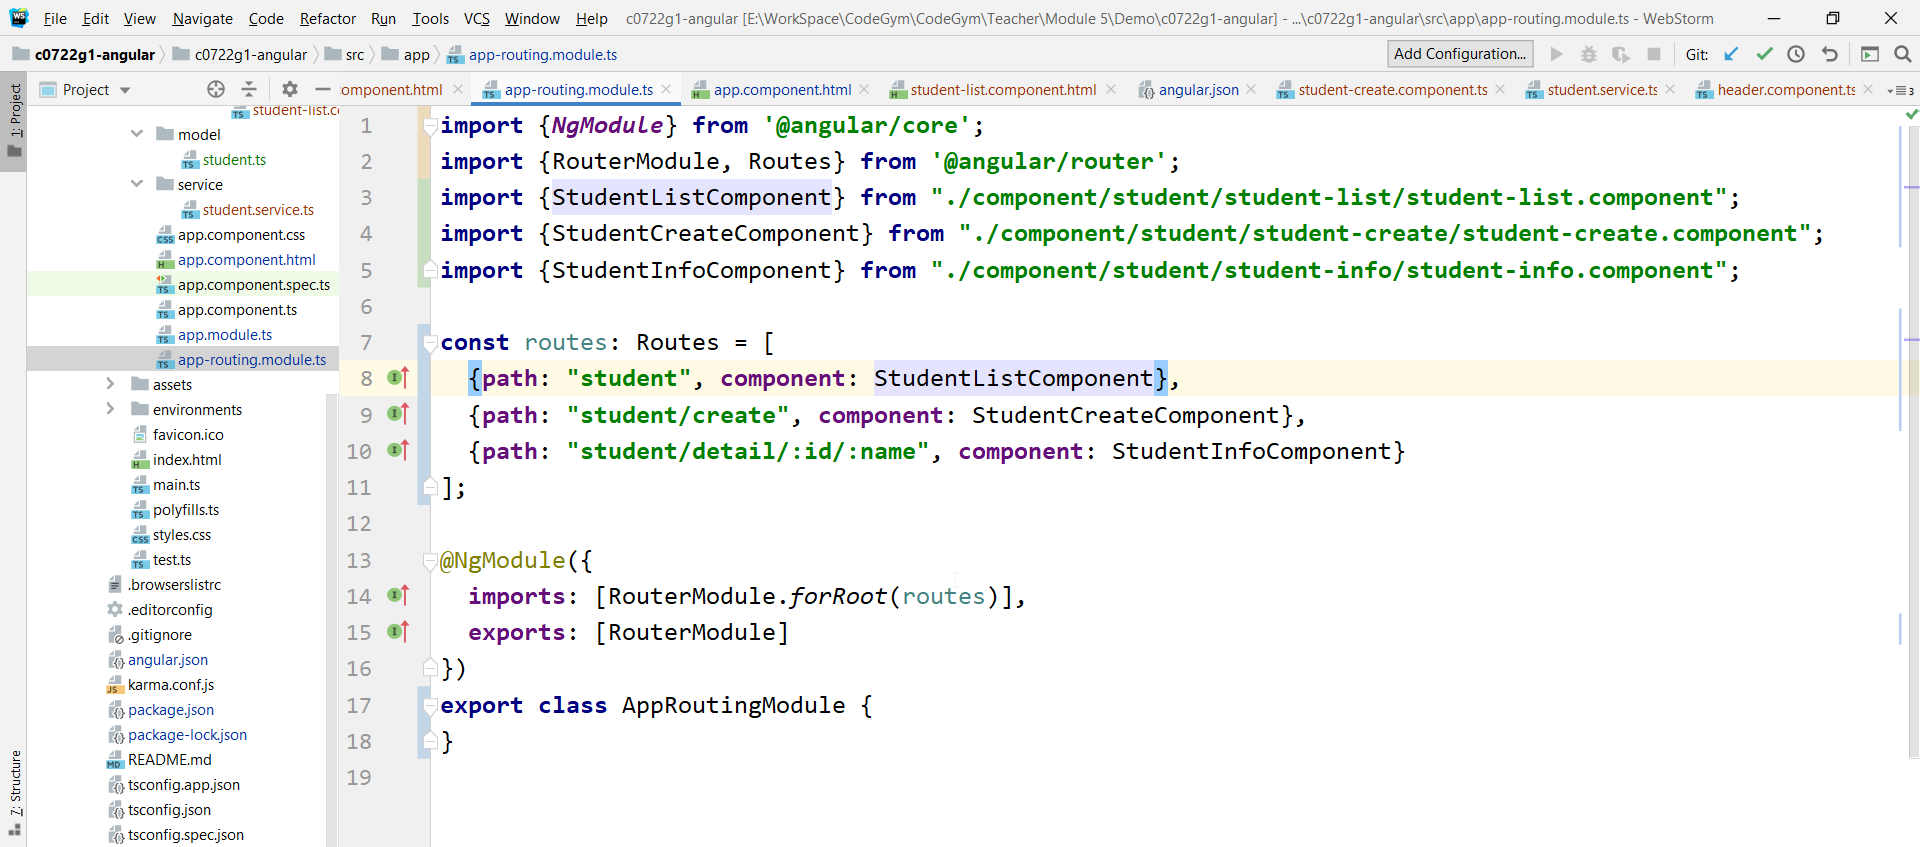 File Edit View Navigate Code Refactor Run Tools VCS Window Help c0722g1-angular [E:\WorkSpace\CodeGym\CodeGym\Teacher\Module 5\Demo\c0722g1-angular] - ...\c0722g1-angular\src\app\app-routing.module.ts - WebStorm
c0722g1-angular c0722g1-angular src app app-routing.module.ts Add Configuration... Git:
Project omponent.html app-routing.module.ts app.component.html student-list.component.html angular.json student-create.component.ts student.service.ts header.component.ts 3
1: Project
student-list.co
model
student.ts
service
student.service.ts
app.component.css
app.component.html
app.component.spec.ts
app.component.ts
app.module.ts
app-routing.module.ts
assets
environments
favicon.ico
index.html
main.ts
polyfills.ts
styles.css
test.ts
.browserslistrc
.editorconfig
.gitignore
angular.json
karma.conf.js
package.json
package-lock.json
README.md
tsconfig.app.json
tsconfig.json
tsconfig.spec.json
7: Structure
1 import {NgModule} from '@angular/core';
2 import {RouterModule, Routes} from '@angular/router';
3 import {StudentListComponent} from "./component/student/student-list/student-list.component";
4 import {StudentCreateComponent} from "./component/student/student-create/student-create.component";
5 import {StudentInfoComponent} from "./component/student/student-info/student-info.component";
6
7 const routes: Routes = [
8 {path: "student", component: StudentListComponent},
9 {path: "student/create", component: StudentCreateComponent},
10 {path: "student/detail/:id/:name", component: StudentInfoComponent}
11 ];
12
13 @NgModule({
14 imports: [RouterModule.forRoot(routes)],
15 exports: [RouterModule]
16 })
17 export class AppRoutingModule {
18 }
19